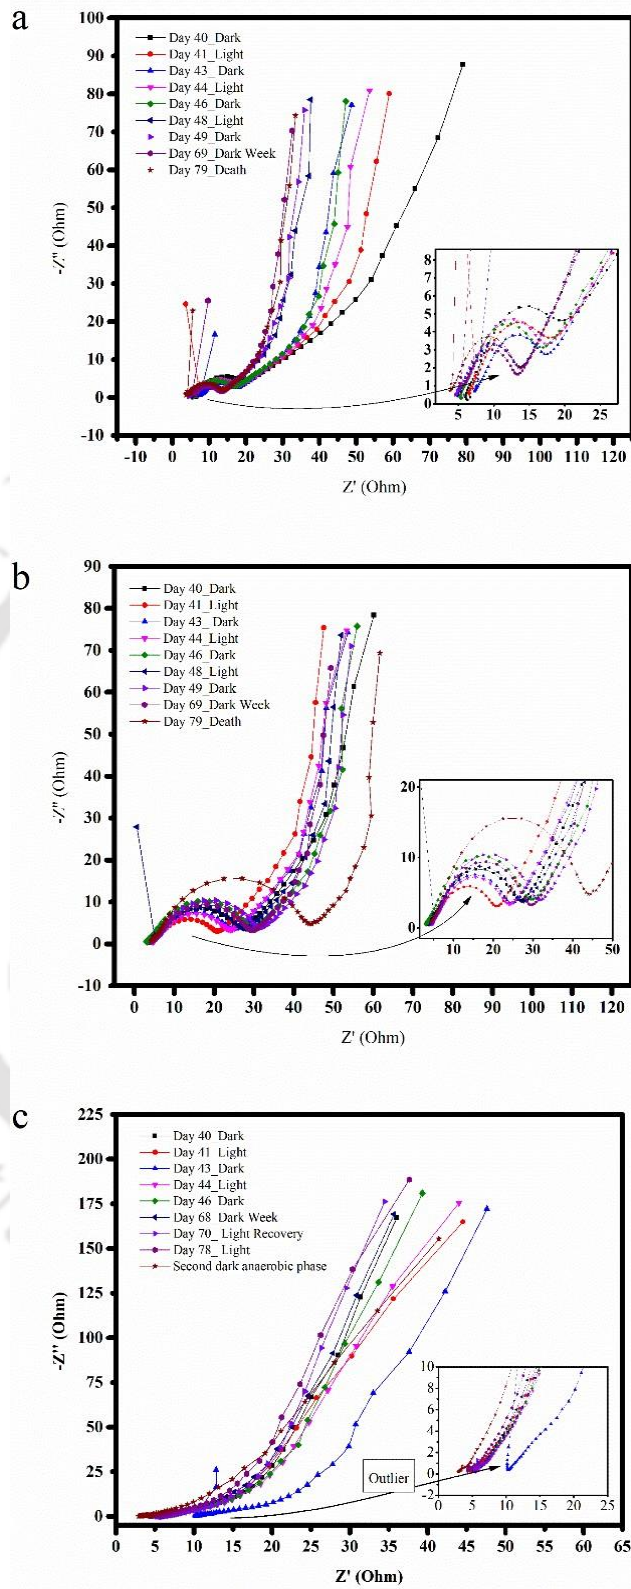 a
100
90
80
70
60
50
40
30
20
10
0
-10
-Z" (Ohm)
Day 40_Dark
Day 41_Light
Day 43_ Dark
Day 44_Light
Day 46_Dark
Day 48_Light
Day 49_Dark
Day 69_Dark Week
Day 79_Death
8
7
6
5
4
3
2
1
0
5 10 15 20 25
-10 0 10 20 30 40 50 60 70 80 90 100 110 120
Z' (Ohm)
b
90
80
70
60
50
40
30
20
10
0
-10
-Z" (Ohm)
Day 40_Dark
Day 41_Light
Day 43_ Dark
Day 44_Light
Day 46_Dark
Day 48_Light
Day 49_Dark
Day 69_Dark Week
Day 79_Death
20
10
0
10 20 30 40 50
0 10 20 30 40 50 60 70 80 90 100 110 120
Z' (Ohm)
c
225
200
175
150
125
100
75
50
25
0
-Z" (Ohm)
Day 40_Dark
Day 41_Light
Day 43_Dark
Day 44_Light
Day 46_Dark
Day 68_Dark Week
Day 70_ Light Recovery
Day 78_ Light
Second dark anaerobic phase
Outlier
10
8
6
4
2
0
-2
0 5 10 15 20 25
0 5 10 15 20 25 30 35 40 45 50 55 60 65
Z' (Ohm)